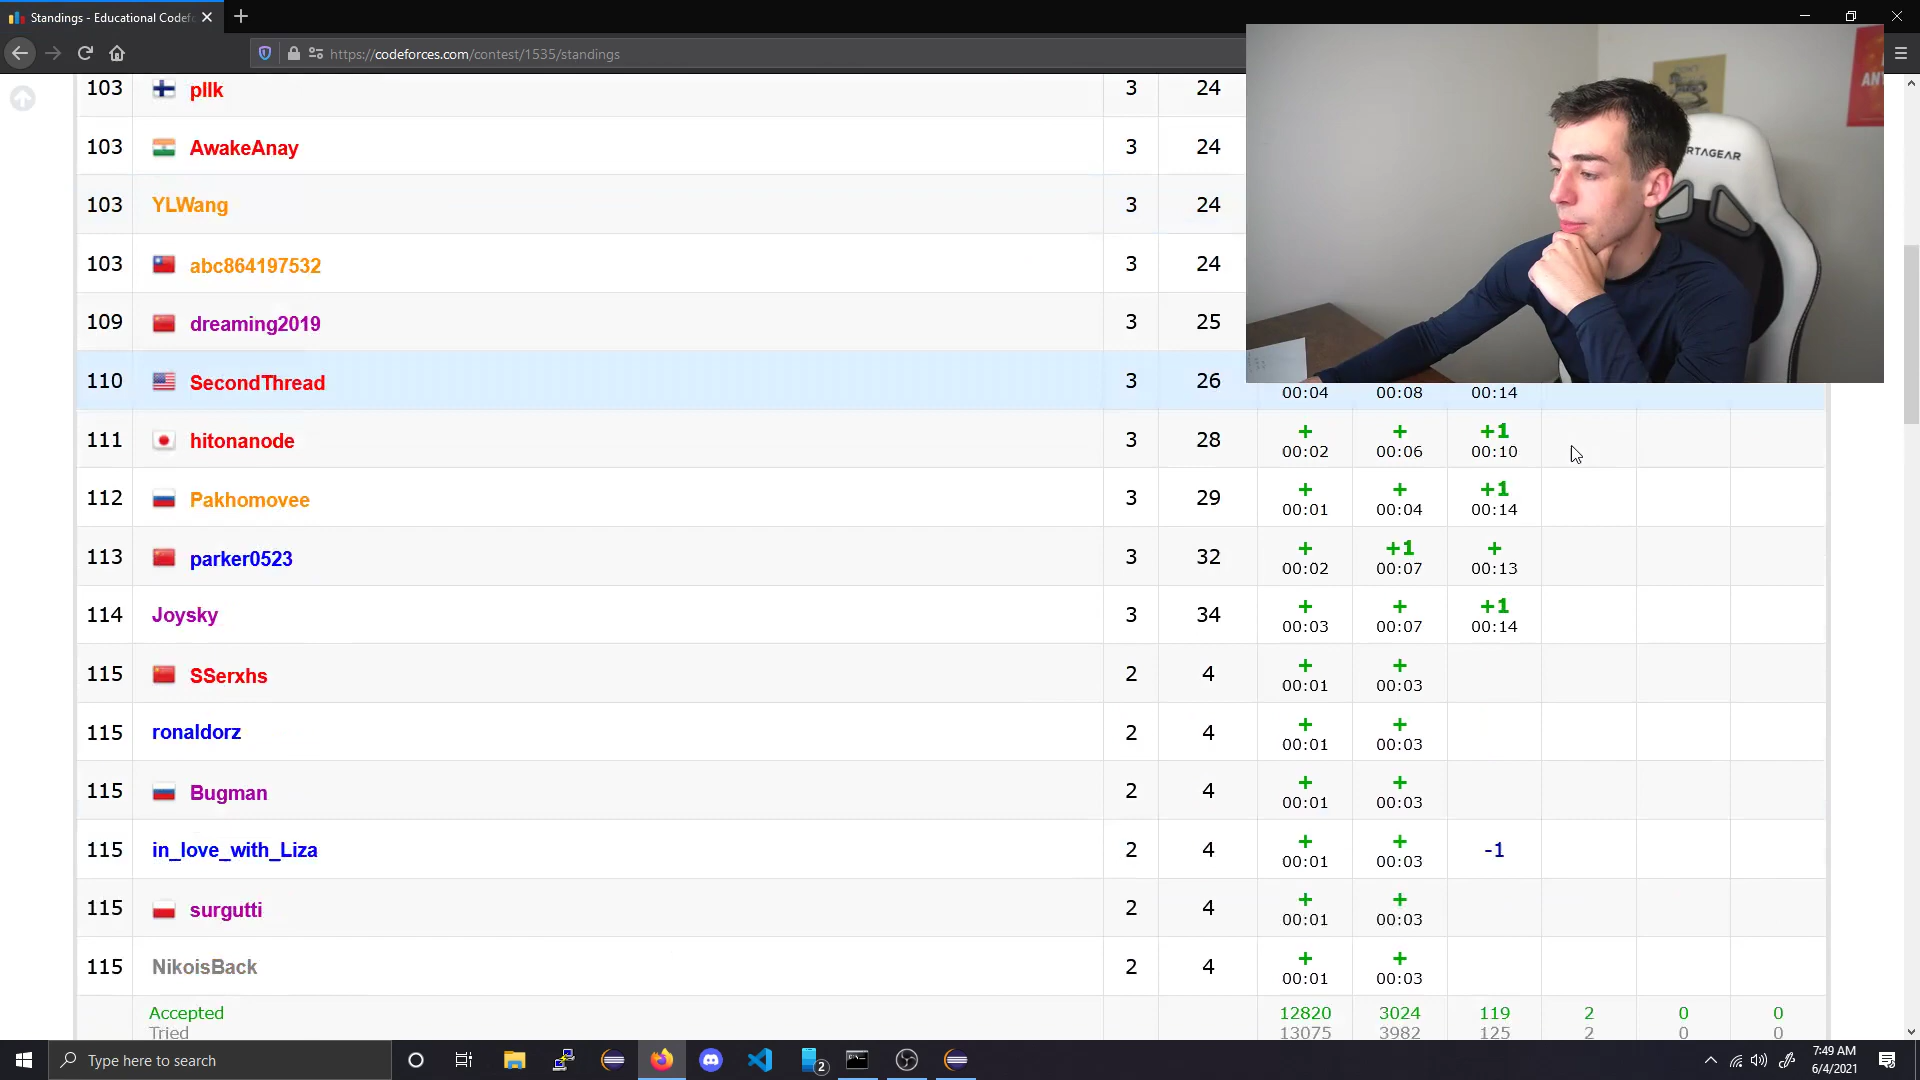 Standings - Educational Codef
https://codeforces.com/contest/1535/standings
RTAGEAR
AN
103 pllk 3 24
103 AwakeAnay 3 24
103 YLWang 3 24
103 abc864197532 3 24
109 dreaming2019 3 25
110 SecondThread 3 26
00:04 00:08 00:14
111 hitonanode 3 28 + + +1
00:02 00:06 00:10
112 Pakhomovee 3 29 + + +1
00:01 00:04 00:14
113 parker0523 3 32 + +1 +
00:02 00:07 00:13
114 Joysky 3 34 + + +1
00:03 00:07 00:14
115 SSerxhs 2 4 + +
00:01 00:03
115 ronaldorz 2 4 + +
00:01 00:03
115 Bugman 2 4 + +
00:01 00:03
115 in_love_with_Liza 2 4 + + -1
00:01 00:03
115 surgutti 2 4 + +
00:01 00:03
115 NikoisBack 2 4 + +
00:01 00:03
Accepted 12820 3024 119 2 0 0
Tried 13075 3982 125 2 0 0
Type here to search
2
7:49 AM
6/4/2021